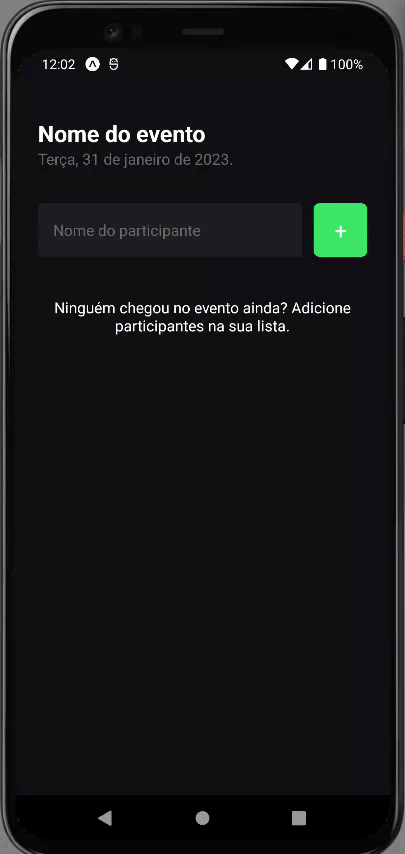 12:02 100%
Nome do evento
Terça, 31 de janeiro de 2023.
Nome do participante +
Ninguém chegou no evento ainda? Adicione
participantes na sua lista.